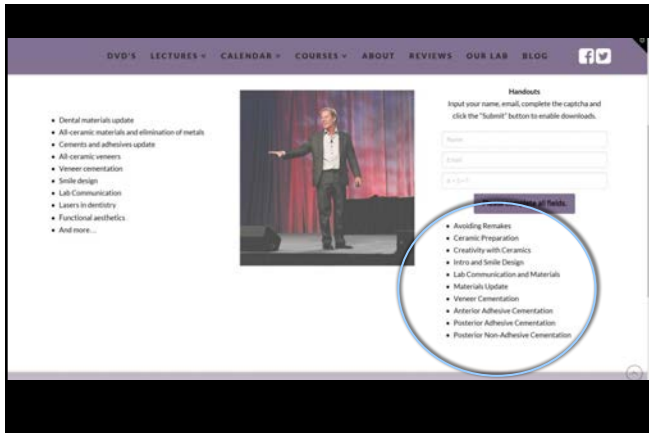 DVD'S LECTURES CALENDAR COURSES ABOUT REVIEWS OUR LAB BLOG
• Dental materials update
• All-ceramic materials and elimination of metals
• Cements and adhesives update
• All-ceramic veneers
• Veneer cementation
• Smile design
• Lab Communication
• Lasers in dentistry
• Functional aesthetics
• And more…
Handouts
Input your name, email, complete the captcha and
click the "Submit" button to enable downloads.
Name
Email
all fields.
• Avoiding Remakes
• Ceramic Preparation
• Creativity with Ceramics
• Intro and Smile Design
• Lab Communication and Materials
• Materials Update
• Veneer Cementation
• Anterior Adhesive Cementation
• Posterior Adhesive Cementation
• Posterior Non-Adhesive Cementation